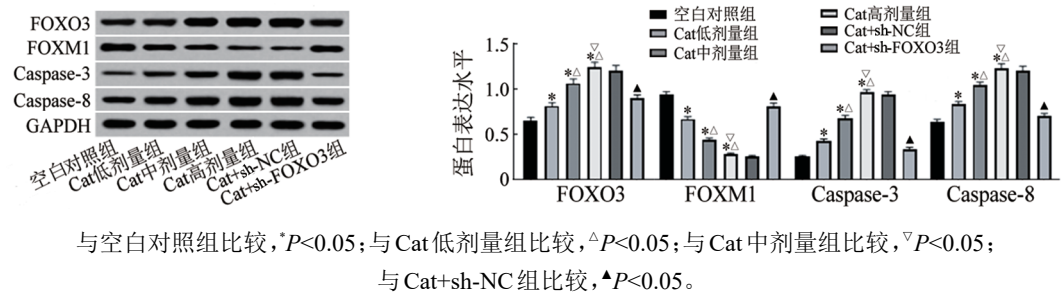 FOXO3
FOXM1
Caspase-3
Caspase-8
GAPDH
空白对照组
Cat低剂量组
Cat中剂量组
Cat高剂量组
Cat+sh-NC组
Cat+sh-FOXO3组
空白对照组
Cat低剂量组
Cat中剂量组
Cat高剂量组
Cat+sh-NC组
Cat+sh-FOXO3组
蛋白表达水平
1.5
1.0
0.5
0
*
*△
*△▽
▲
*
*△
*△▽
▲
*
*△
*△▽
▲
*
*△
*△▽
▲
FOXO3 FOXM1 Caspase-3 Caspase-8
与空白对照组比较,*P<0.05;与Cat低剂量组比较,△P<0.05;与Cat中剂量组比较,▽P<0.05;
与Cat+sh-NC组比较,▲P<0.05。